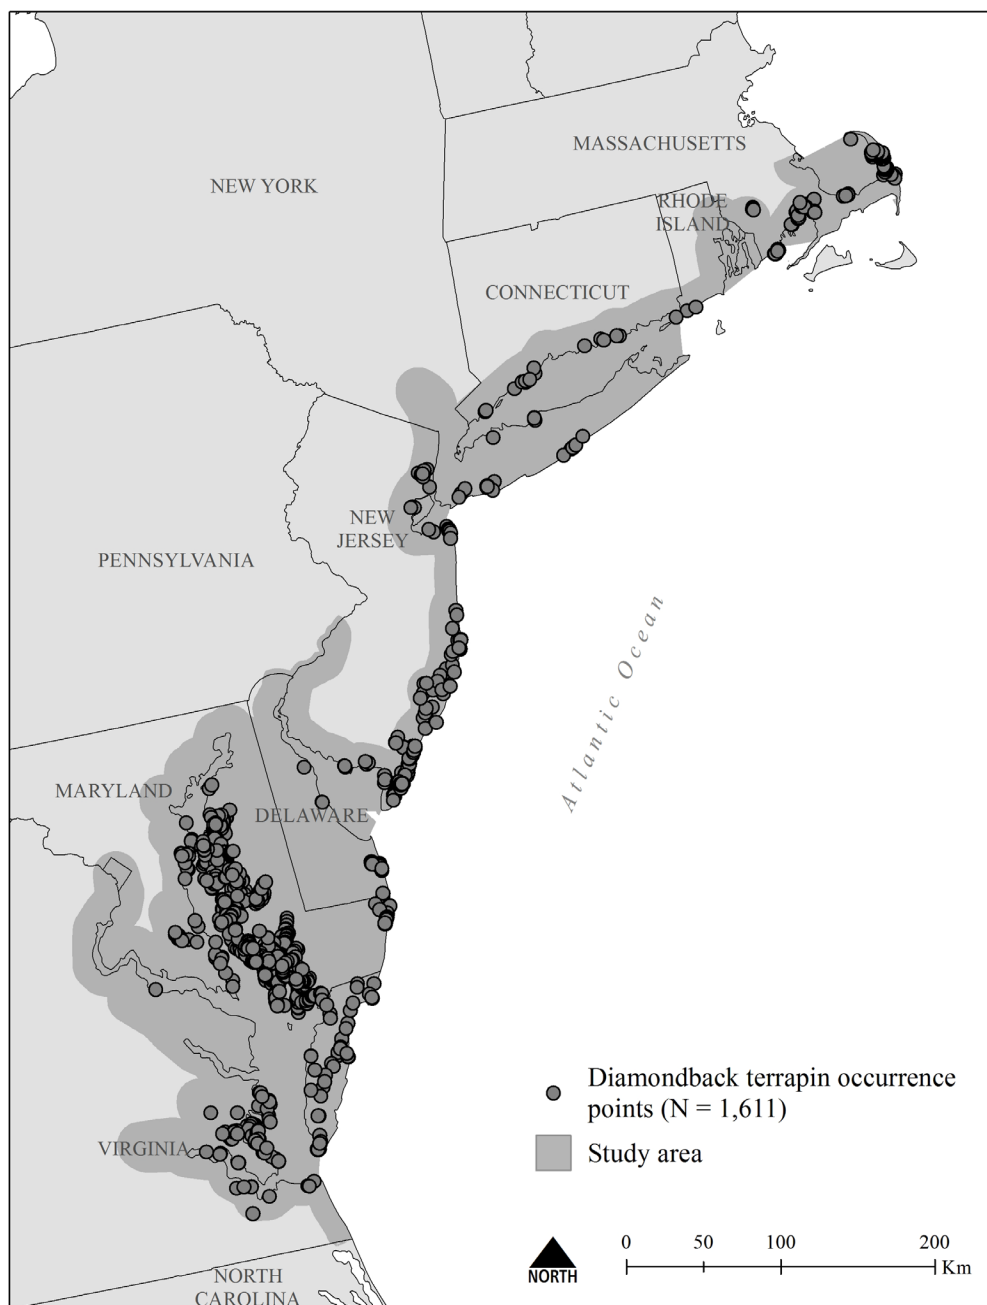 MASSACHUSETTS
NEW YORK
RHODE
ISLAND
CONNECTICUT
NEW
JERSEY
PENNSYLVANIA
Atlantic Ocean
MARYLAND
DELAWARE
Diamondback terrapin occurrence
points (N = 1,611)
VIRGINIA
Study area
0 50 100 200
Km
NORTH
NORTH
CAROLINA